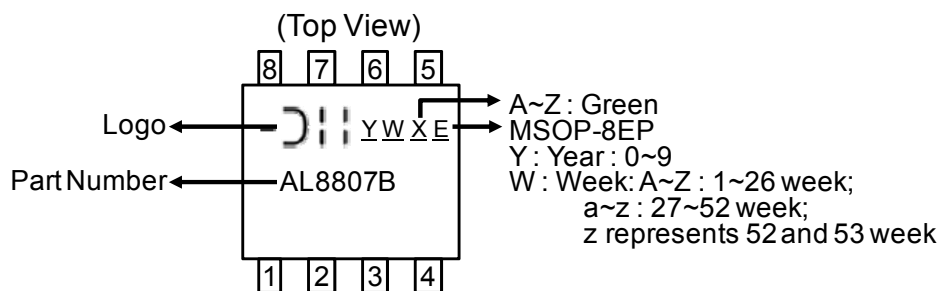 (Top View)
8 7 6 5
Logo
Y W X E
A~Z : Green
MSOP-8EP
Y : Year : 0~9
W : Week: A~Z : 1~26 week;
a~z : 27~52 week;
z represents 52 and 53 week
Part Number
AL8807B
1 2 3 4